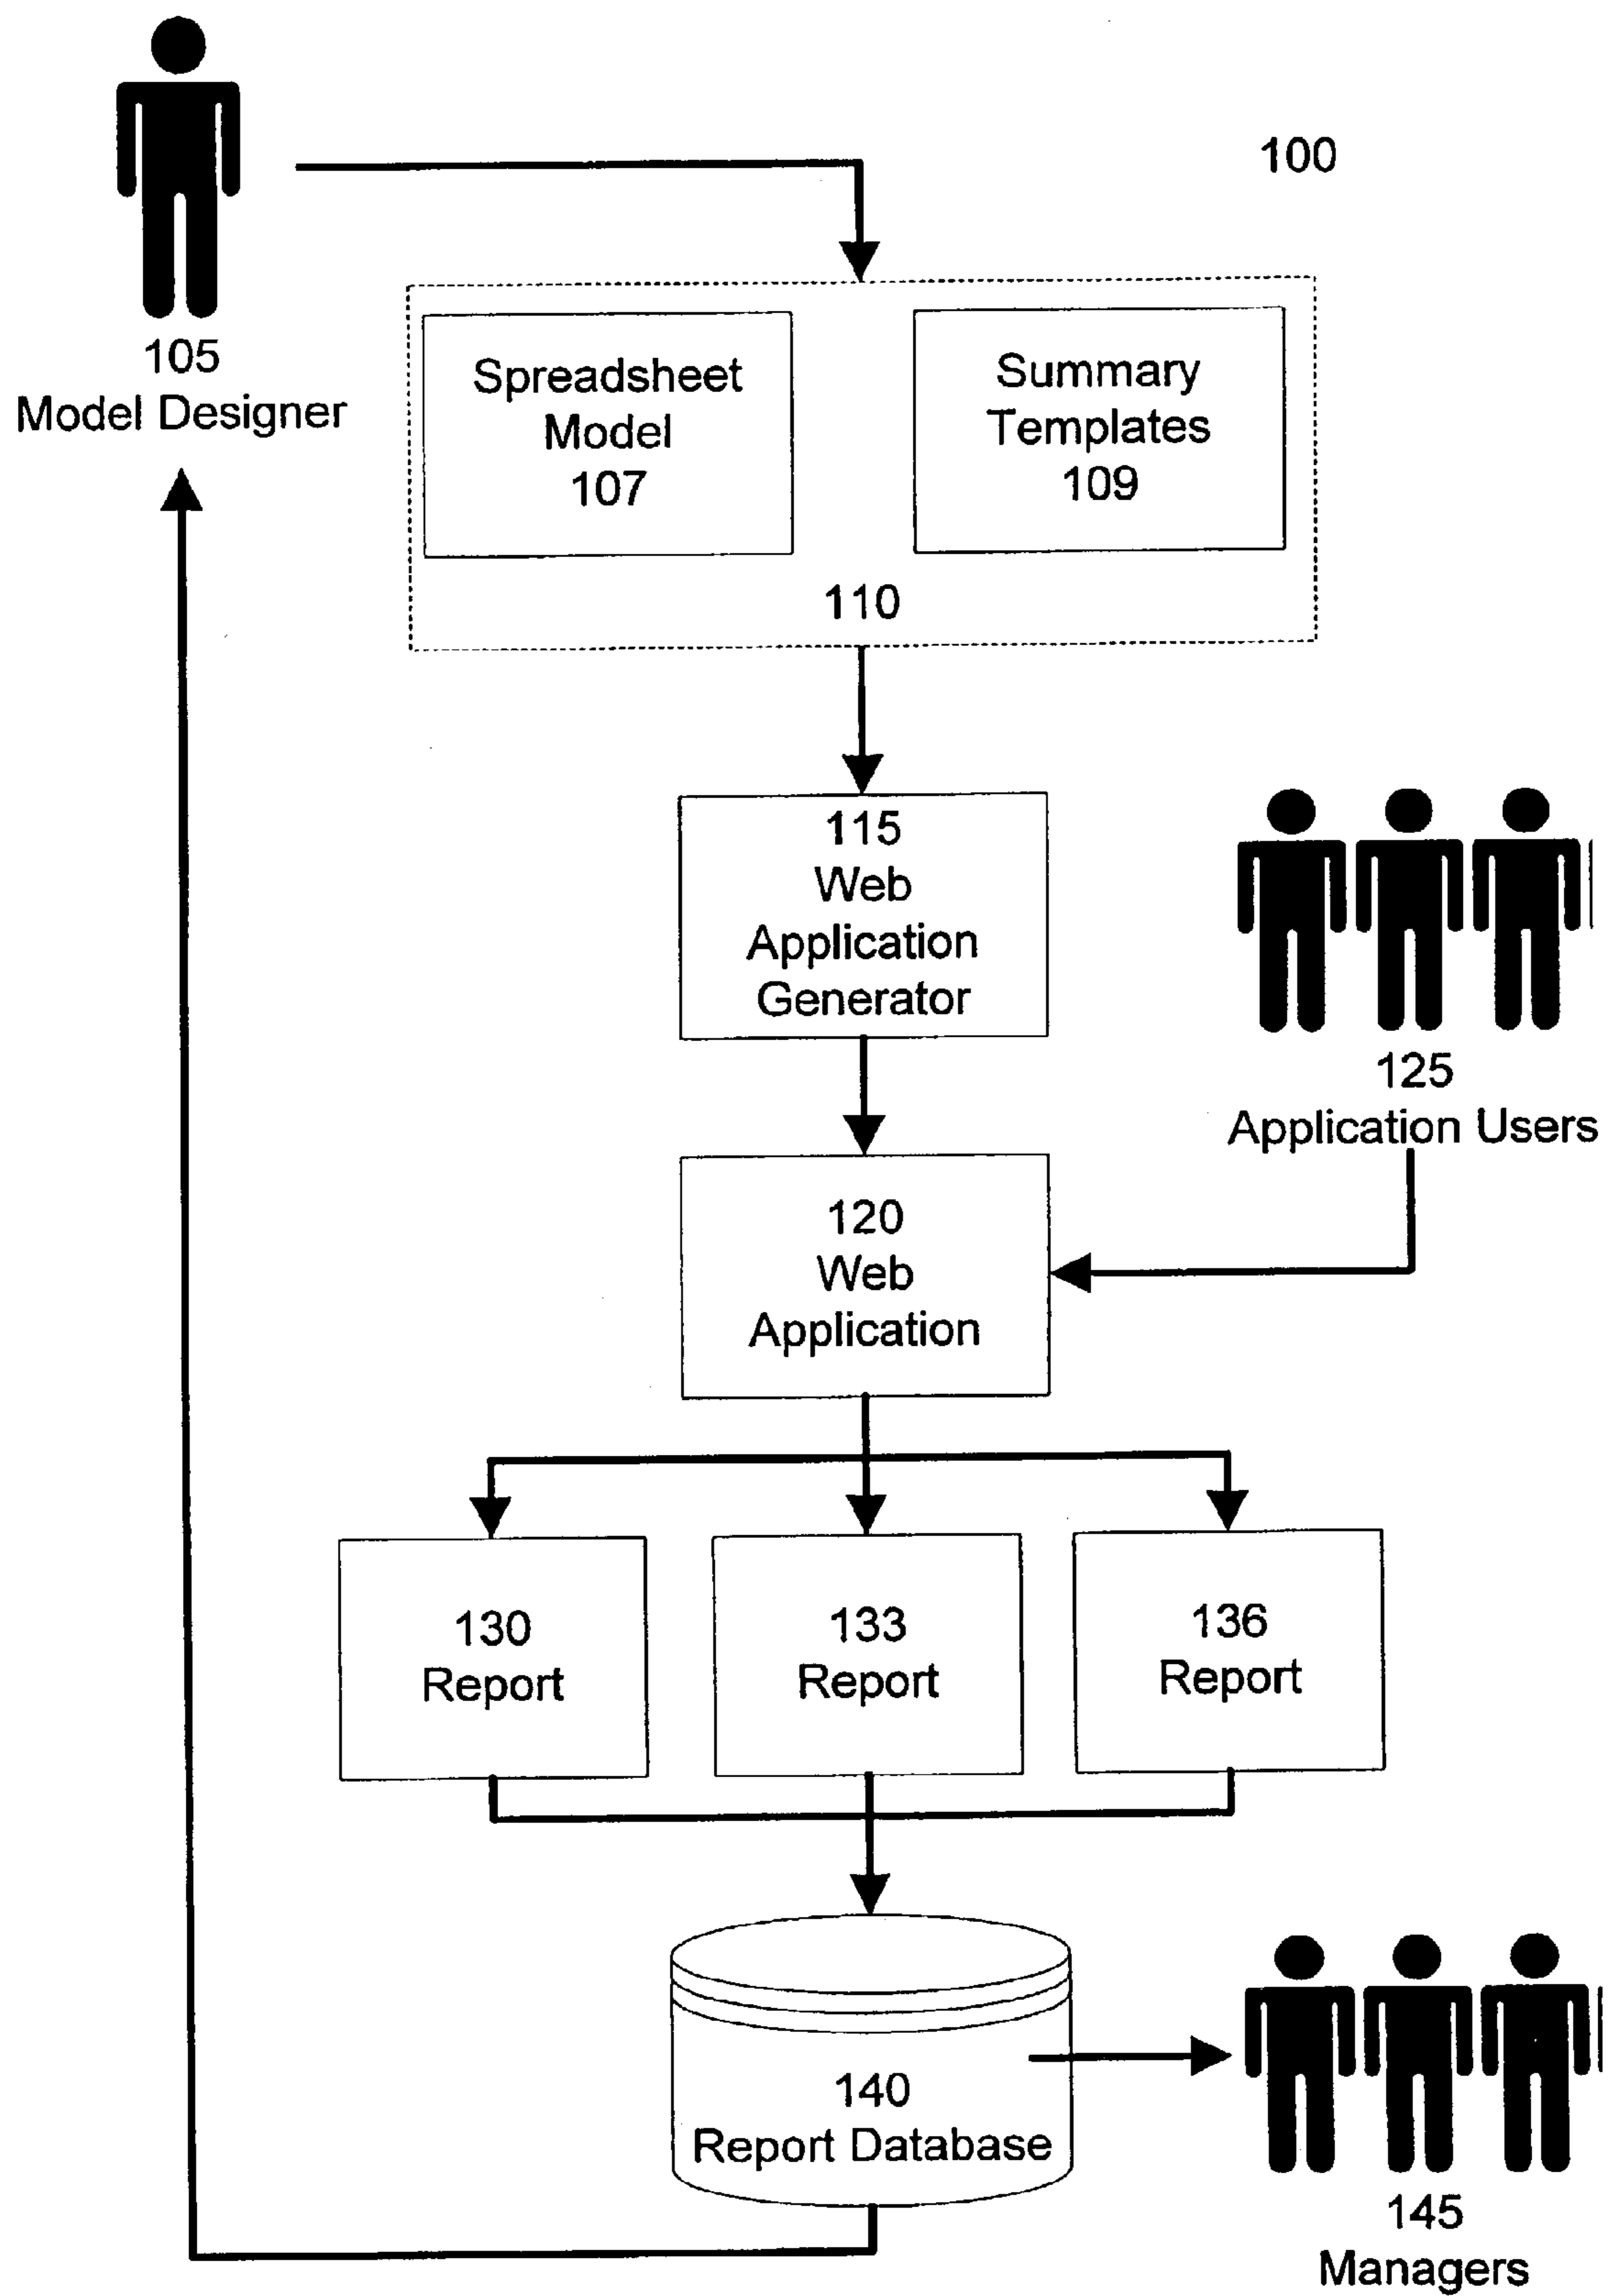 100
105
Model Designer
Spreadsheet
Model
107
Summary
Templates
109
110
115
Web
Application
Generator
125
Application Users
120
Web
Application
130
Report
133
Report
136
Report
140
Report Database
145
Managers